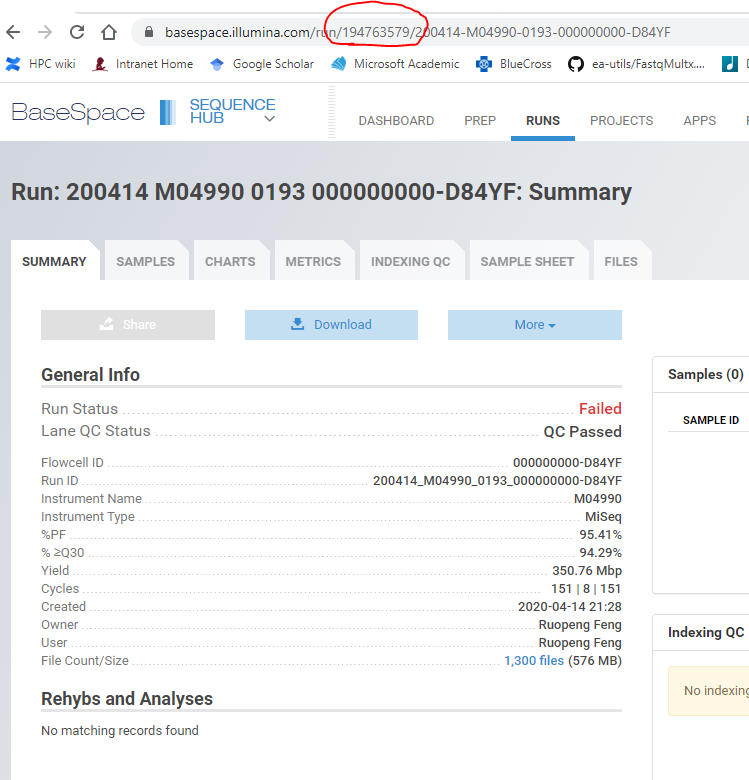 basespace.illumina.com/run/194763579/200414-M04990-0193-000000000-D84YF
HPC wiki Intranet Home Google Scholar Microsoft Academic BlueCross ea-utils/FastqMultx....
BaseSpace SEQUENCE HUB DASHBOARD PREP RUNS PROJECTS APPS
Run: 200414 M04990 0193 000000000-D84YF: Summary
SUMMARY SAMPLES CHARTS METRICS INDEXING QC SAMPLE SHEET FILES
Share Download More
General Info
Run Status Failed
Lane QC Status QC Passed
Flowcell ID 000000000-D84YF
Run ID 200414_M04990_0193_000000000-D84YF
Instrument Name M04990
Instrument Type MiSeq
%PF 95.41%
% ≥Q30 94.29%
Yield 350.76 Mbp
Cycles 151 | 8 | 151
Created 2020-04-14 21:28
Owner Ruopeng Feng
User Ruopeng Feng
File Count/Size 1,300 files (576 MB)
Rehybs and Analyses
No matching records found
Samples (0)
SAMPLE ID
Indexing QC
No indexing